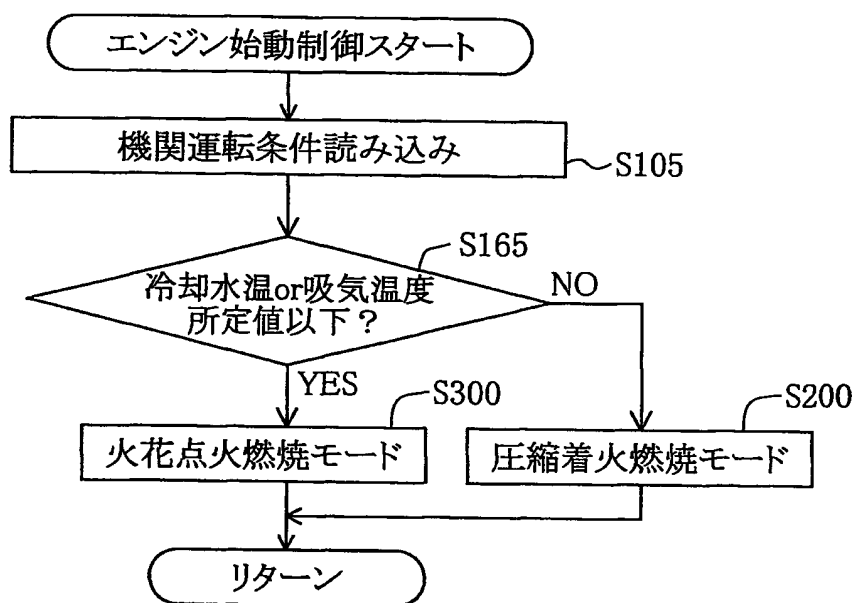 エンジン始動制御スタート
機関運転条件読み込み
S105
S165
冷却水温or吸気温度
所定値以下？
NO
YES
S300
S200
火花点火燃焼モード
圧縮着火燃焼モード
リターン